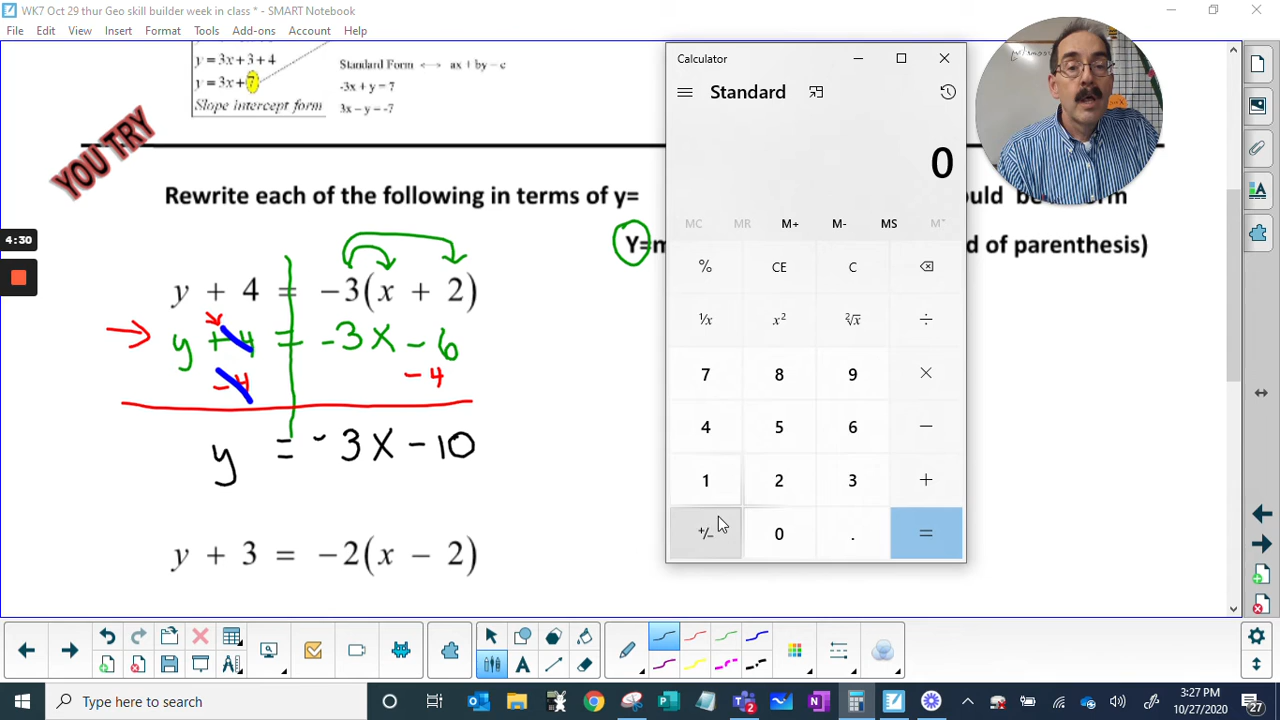 WK7 Oct 29 thur Geo skill builder week in class * - SMART Notebook
File Edit View Insert Format Tools Add-ons Account Help
y = 3x+3+4
y = 3x+7
Slope intercept form
Standard Form ⟷ ax + by = c
-3x + y = 7
3x - y = -7
YOU TRY
Rewrite each of the following in terms of y=
Y=m
d of parenthesis)
y + 4 = −3(x + 2)
y + 4 = -3x - 6
- 4 - 4
y = -3x - 10
y + 3 = −2(x − 2)
4:30
Calculator
Standard
0
MC MR M+ M- MS M˅
% CE C
¹/x x² ²√x ÷
7 8 9 ×
4 5 6 −
1 2 3 +
+/− 0 . =
Type here to search
3:27 PM
10/27/2020
27